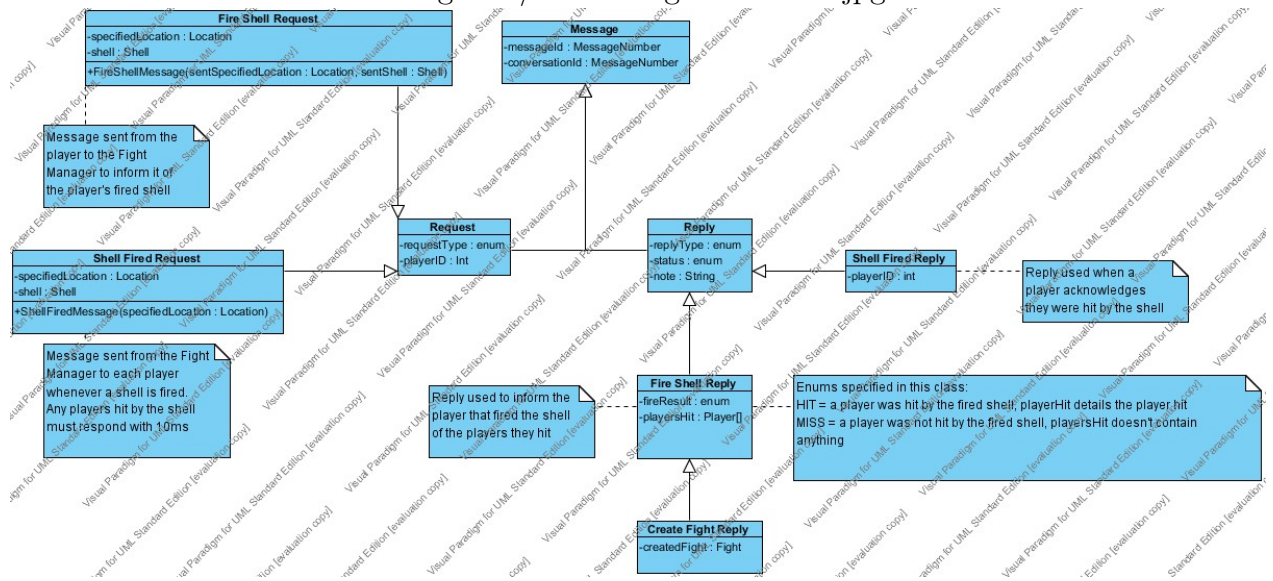 Fire Shell Request
-specifiedLocation : Location
-shell : Shell
+FireShellMessage(sentSpecifiedLocation : Location, sentShell : Shell)
Message
-messageId : MessageNumber
-conversationId : MessageNumber
Message sent from the
player to the Fight
Manager to inform it of
the player's fired shell
Request
-requestType : enum
-playerID : Int
Reply
-replyType : enum
-status : enum
-note : String
Shell Fired Request
-specifiedLocation : Location
-shell : Shell
+ShellFiredMessage(specifiedLocation : Location)
Shell Fired Reply
-playerID : int
Reply used when a
player acknowledges
they were hit by the shell
Message sent from the Fight
Manager to each player
whenever a shell is fired.
Any players hit by the shell
must respond with 10ms
Reply used to inform the
player that fired the shell
of the players they hit
Fire Shell Reply
-fireResult : enum
-playersHit : Player[]
Enums specified in this class:
HIT = a player was hit by the fired shell; playerHit details the player hit
MISS = a player was not hit by the fired shell, playersHit doesn't contain
anything
Create Fight Reply
-createdFight : Fight
Visual Paradigm for UML Standard Edition [evaluation copy]